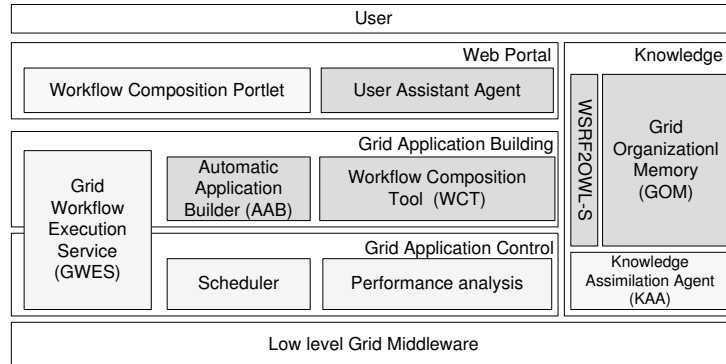 User
Web Portal
Workflow Composition Portlet
User Assistant Agent
Grid Application Building
Grid
Workflow
Execution
Service
(GWES)
Automatic
Application
Builder (AAB)
Workflow Composition
Tool (WCT)
Grid Application Control
Scheduler
Performance analysis
Knowledge
WSRF2OWL-S
Grid
Organizationl
Memory
(GOM)
Knowledge
Assimilation Agent
(KAA)
Low level Grid Middleware